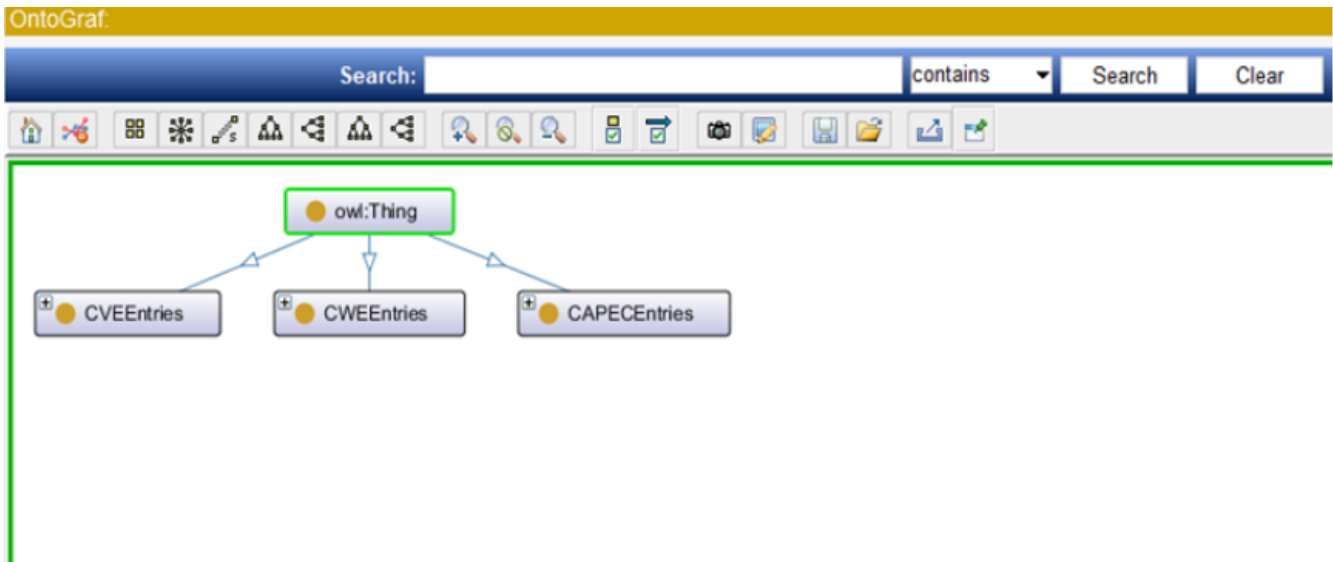 OntoGraf:
Search: contains Search Clear
owl:Thing
CVEEntries CWEEntries CAPECEntries